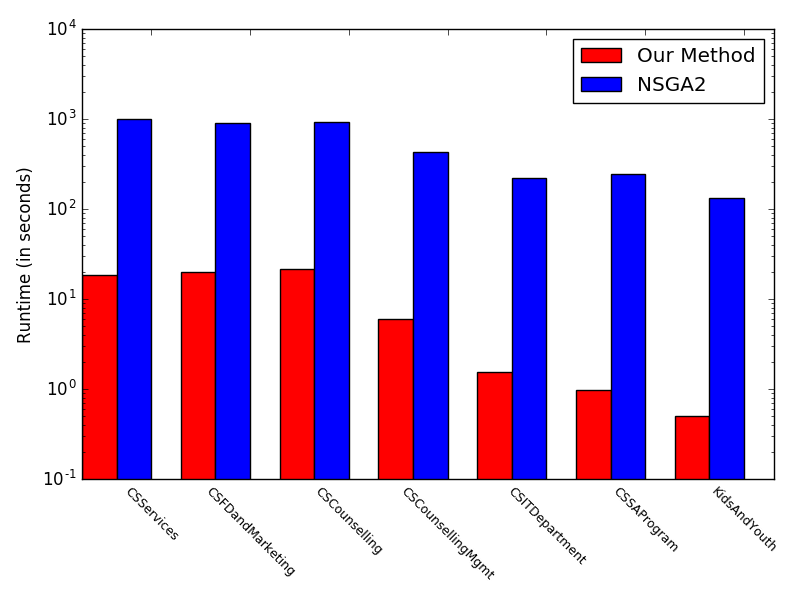 10^4
10^3
10^2
10^1
10^0
10^-1
Runtime (in seconds)
Our Method
NSGA2
CSServices
CSFDandMarketing
CSCounselling
CSCounsellingMgmt
CSITDepartment
CSSAProgram
KidsAndYouth